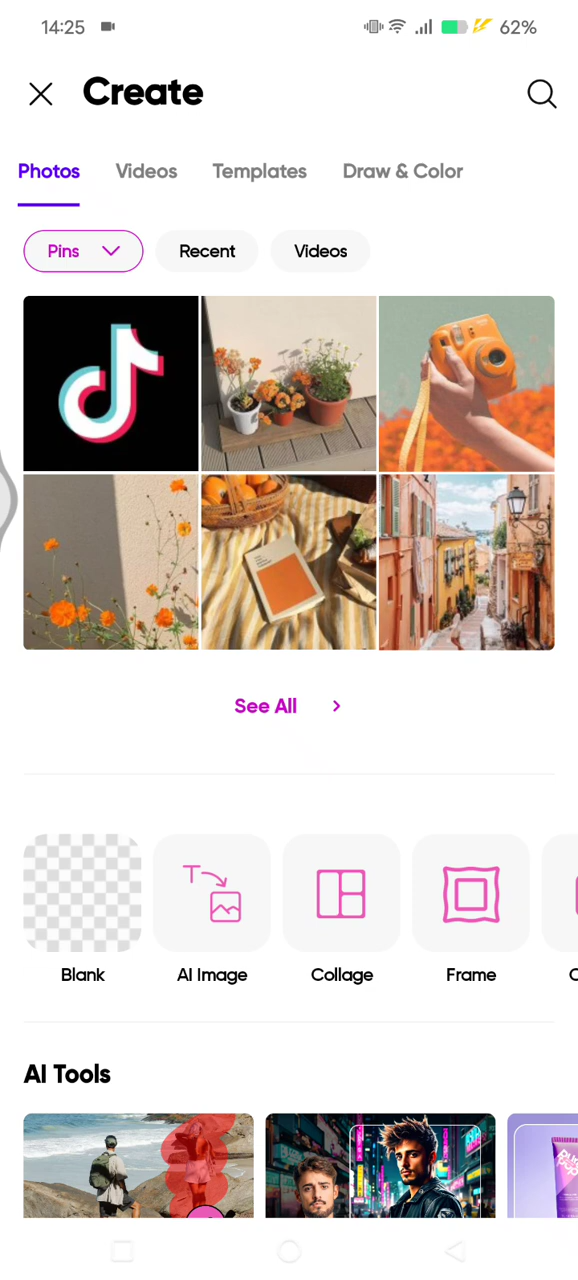 14:25 62%
Create
Photos Videos Templates Draw & Color
Pins Recent Videos
See All
Blank AI Image Collage Frame
AI Tools